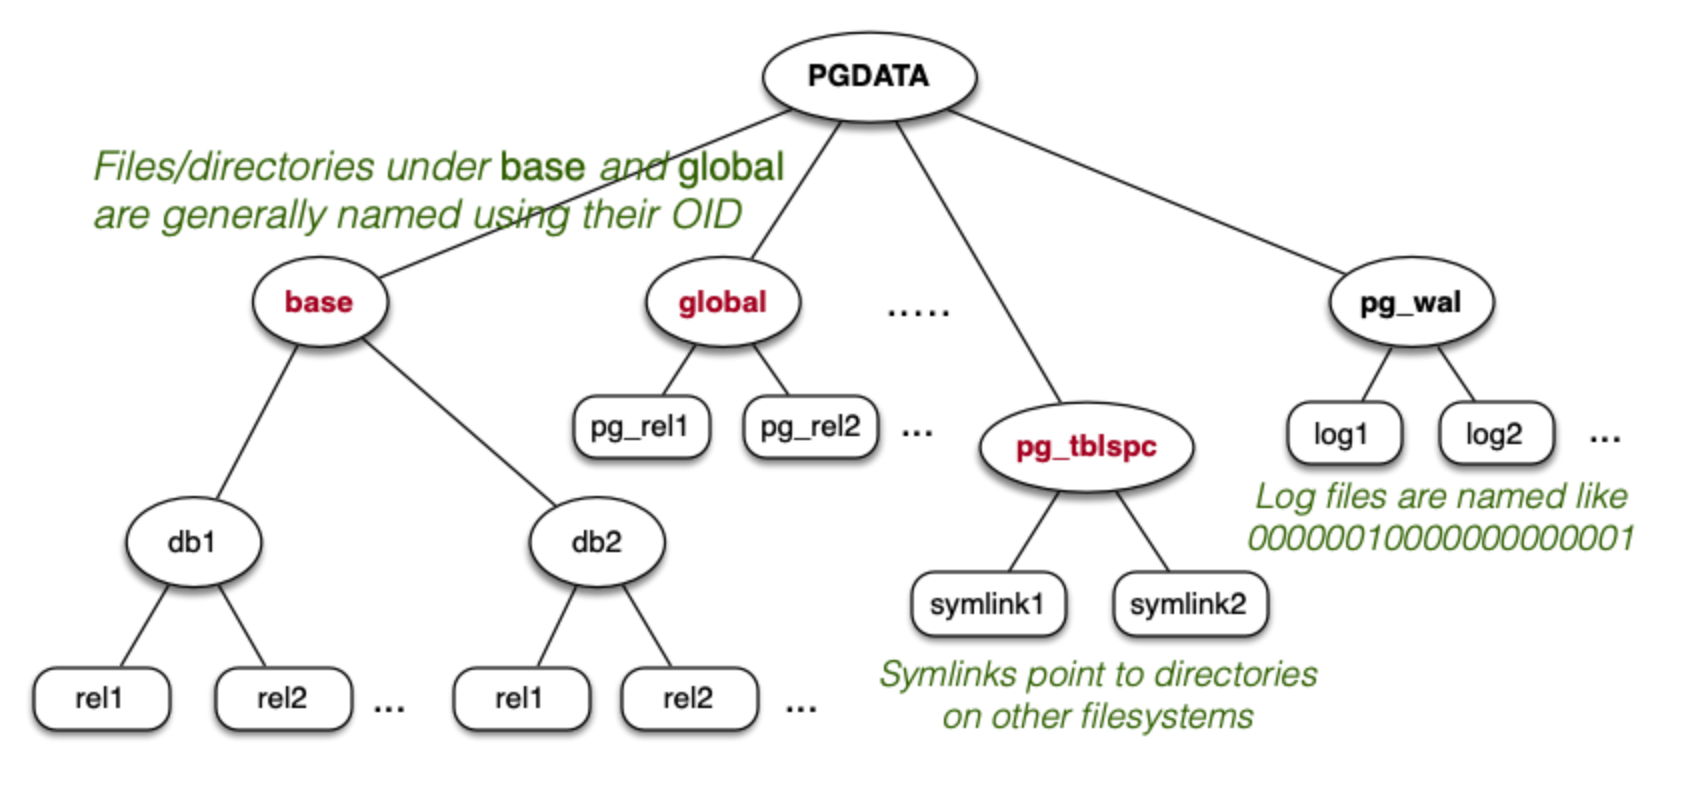 PGDATA
Files/directories under base and global
are generally named using their OID
base
global
.....
pg_wal
pg_rel1
pg_rel2
...
pg_tblspc
log1
log2
...
Log files are named like
00000010000000000001
db1
db2
symlink1
symlink2
Symlinks point to directories
on other filesystems
rel1
rel2
...
rel1
rel2
...